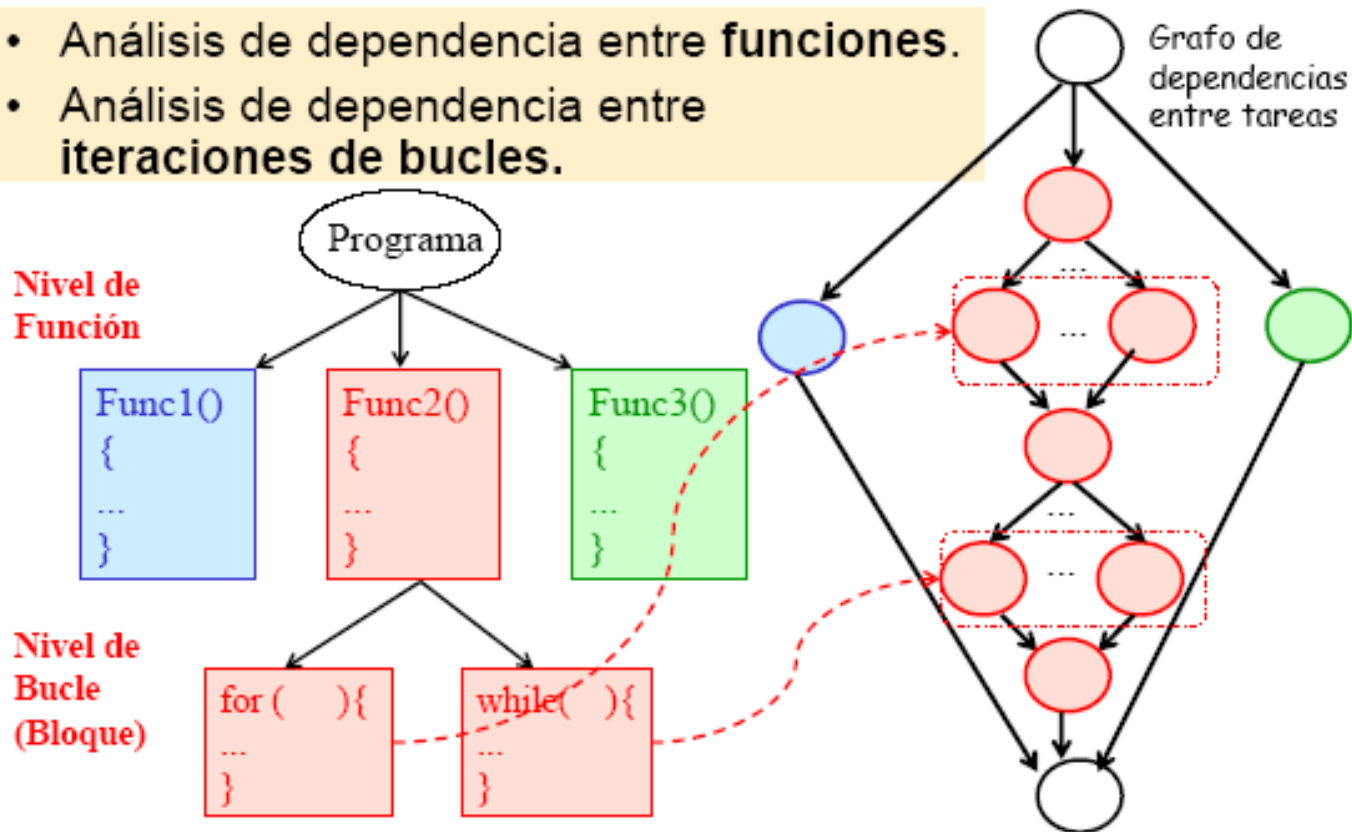 • Análisis de dependencia entre funciones.
• Análisis de dependencia entre
iteraciones de bucles.
Grafo de
dependencias
entre tareas
Programa
Nivel de
Función
Func1()
{
...
}
Func2()
{
...
}
Func3()
{
...
}
Nivel de
Bucle
(Bloque)
for ( ){
...
}
while( ){
...
}
...
...
...
...